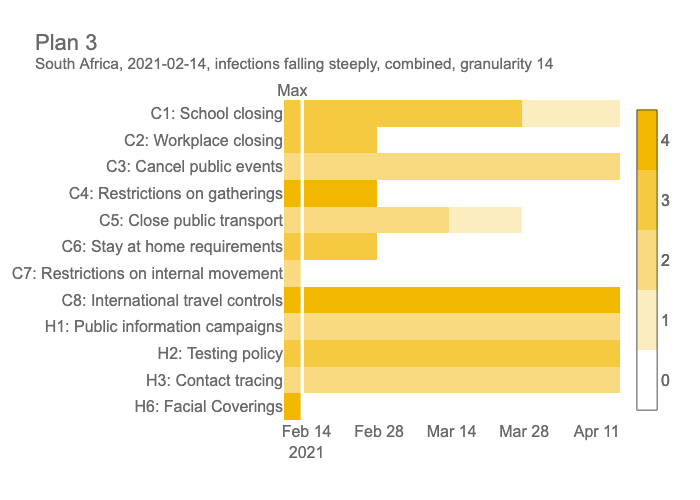 Plan 3
South Africa, 2021-02-14, infections falling steeply, combined, granularity 14
Max
C1: School closing
C2: Workplace closing
C3: Cancel public events
C4: Restrictions on gatherings
C5: Close public transport
C6: Stay at home requirements
C7: Restrictions on internal movement
C8: International travel controls
H1: Public information campaigns
H2: Testing policy
H3: Contact tracing
H6: Facial Coverings
Feb 14 Feb 28 Mar 14 Mar 28 Apr 11
2021
4
3
2
1
0